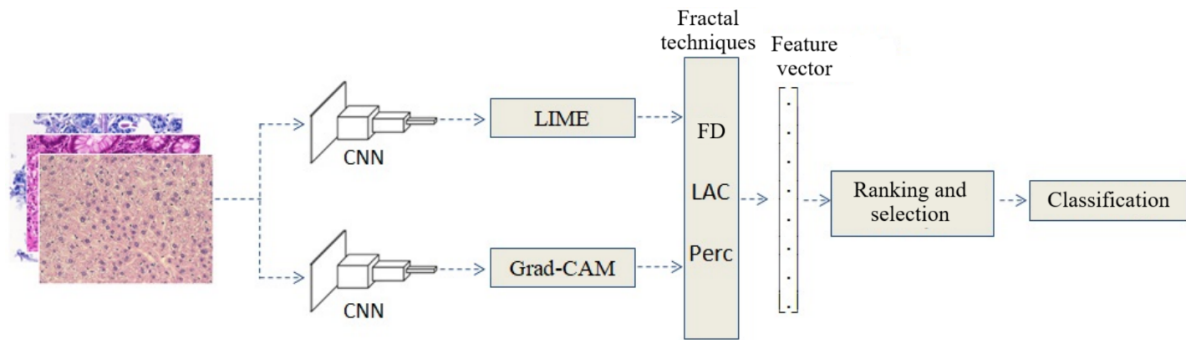 Fractal
techniques
Feature
vector
CNN
LIME
FD
LAC
Perc
Ranking and
selection
Classification
CNN
Grad-CAM